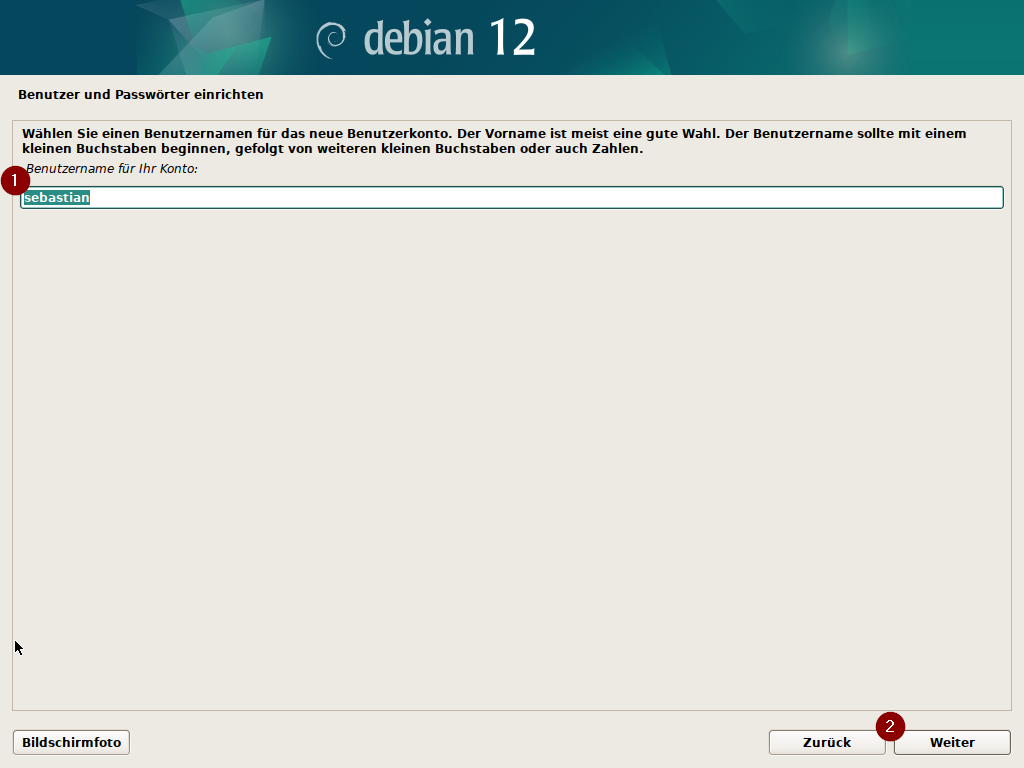 debian 12
Benutzer und Passwörter einrichten
Wählen Sie einen Benutzernamen für das neue Benutzerkonto. Der Vorname ist meist eine gute Wahl. Der Benutzername sollte mit einem
kleinen Buchstaben beginnen, gefolgt von weiteren kleinen Buchstaben oder auch Zahlen.
Benutzername für Ihr Konto:
1
sebastian
2
Bildschirmfoto
Zurück
Weiter